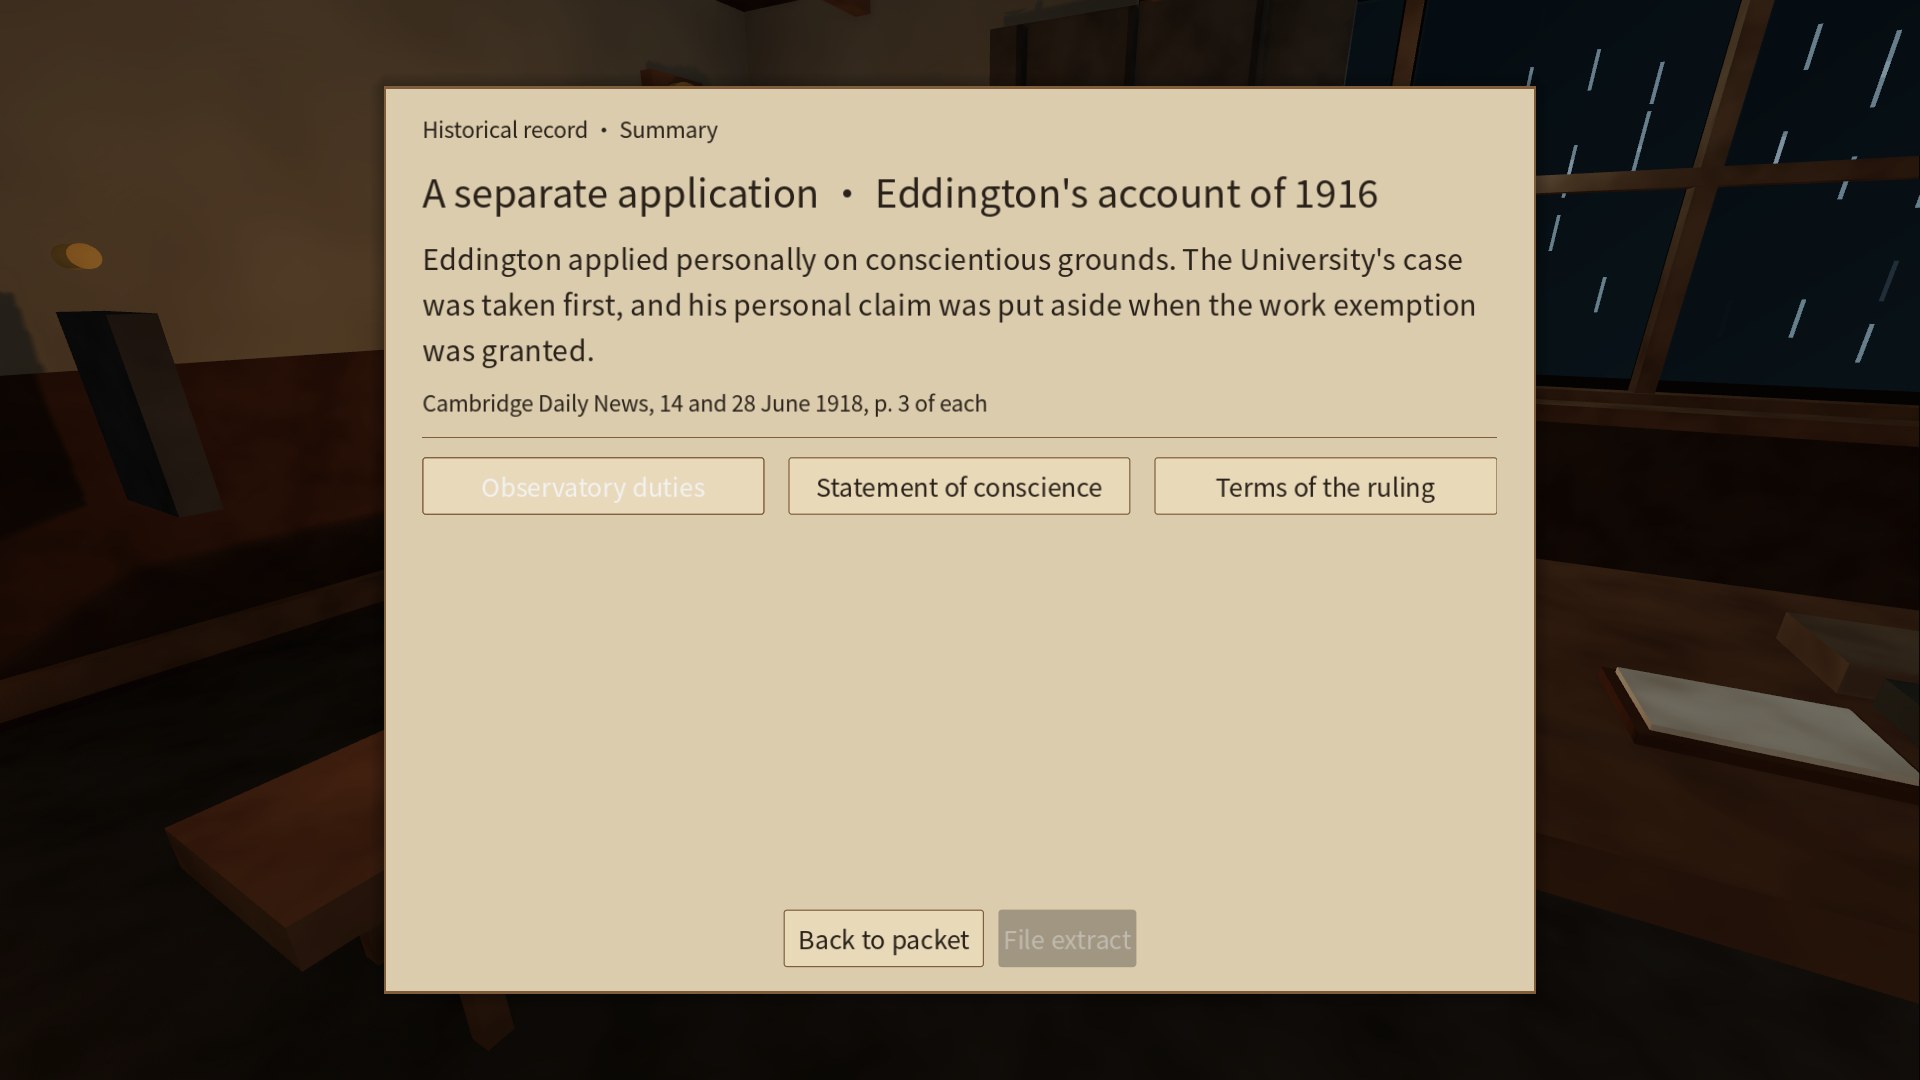 Historical record • Summary
A separate application • Eddington's account of 1916
Eddington applied personally on conscientious grounds. The University's case
was taken first, and his personal claim was put aside when the work exemption
was granted.
Cambridge Daily News, 14 and 28 June 1918, p. 3 of each
Observatory duties
Statement of conscience
Terms of the ruling
Back to packet
File extract